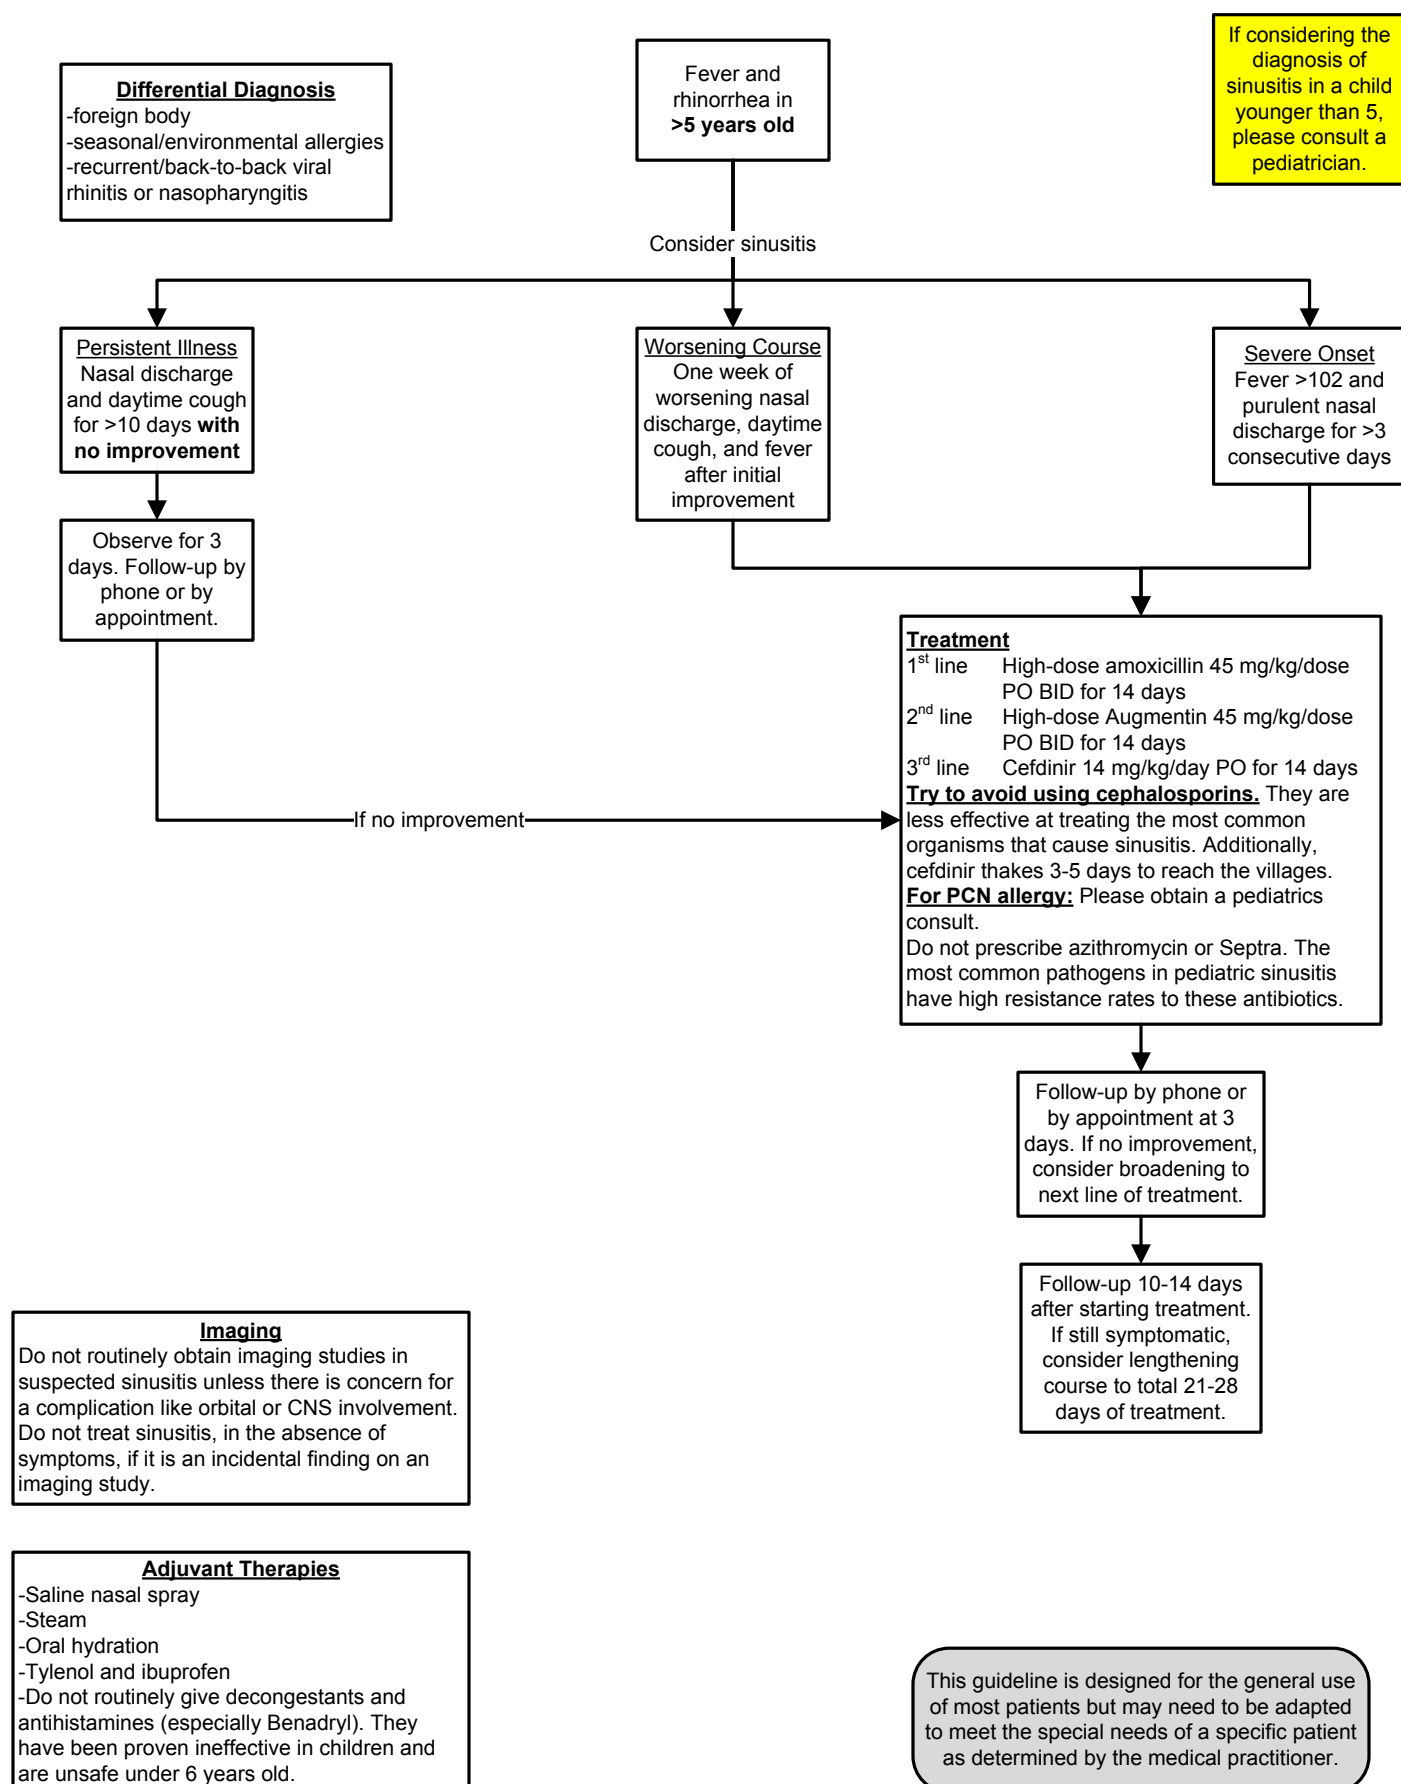 Differential Diagnosis
-foreign body
-seasonal/environmental allergies
-recurrent/back-to-back viral
rhinitis or nasopharyngitis
Fever and
rhinorrhea in
>5 years old
If considering the
diagnosis of
sinusitis in a child
younger than 5,
please consult a
pediatrician.
Consider sinusitis
Persistent Illness
Nasal discharge
and daytime cough
for >10 days with
no improvement
Worsening Course
One week of
worsening nasal
discharge, daytime
cough, and fever
after initial
improvement
Severe Onset
Fever >102 and
purulent nasal
discharge for >3
consecutive days
Observe for 3
days. Follow-up by
phone or by
appointment.
If no improvement
Treatment
1st line High-dose amoxicillin 45 mg/kg/dose
PO BID for 14 days
2nd line High-dose Augmentin 45 mg/kg/dose
PO BID for 14 days
3rd line Cefdinir 14 mg/kg/day PO for 14 days
Try to avoid using cephalosporins. They are
less effective at treating the most common
organisms that cause sinusitis. Additionally,
cefdinir thakes 3-5 days to reach the villages.
For PCN allergy: Please obtain a pediatrics
consult.
Do not prescribe azithromycin or Septra. The
most common pathogens in pediatric sinusitis
have high resistance rates to these antibiotics.
Follow-up by phone or
by appointment at 3
days. If no improvement,
consider broadening to
next line of treatment.
Follow-up 10-14 days
after starting treatment.
If still symptomatic,
consider lengthening
course to total 21-28
days of treatment.
Imaging
Do not routinely obtain imaging studies in
suspected sinusitis unless there is concern for
a complication like orbital or CNS involvement.
Do not treat sinusitis, in the absence of
symptoms, if it is an incidental finding on an
imaging study.
Adjuvant Therapies
-Saline nasal spray
-Steam
-Oral hydration
-Tylenol and ibuprofen
-Do not routinely give decongestants and
antihistamines (especially Benadryl). They
have been proven ineffective in children and
are unsafe under 6 years old.
This guideline is designed for the general use
of most patients but may need to be adapted
to meet the special needs of a specific patient
as determined by the medical practitioner.